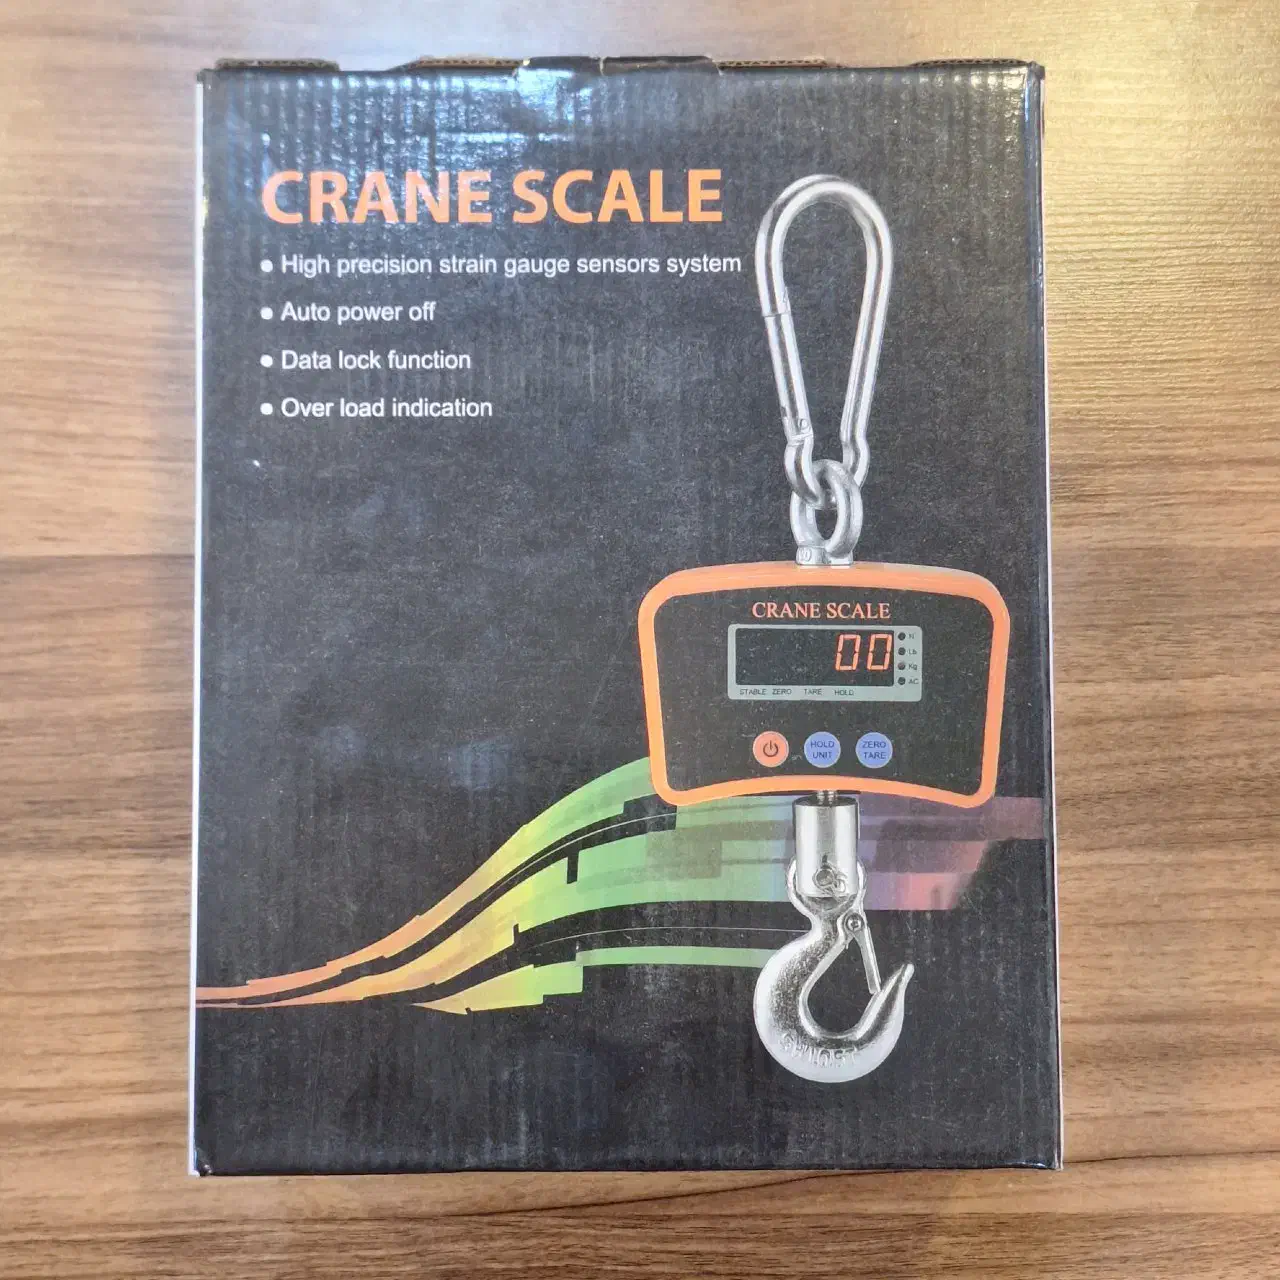 CRANE SCALE
• High precision strain gauge sensors system
• Auto power off
• Data lock function
• Over load indication
CRANE SCALE
00
N
Lb
Kg
AC
STABLE ZERO TARE HOLD
HOLD UNIT
ZERO TARE